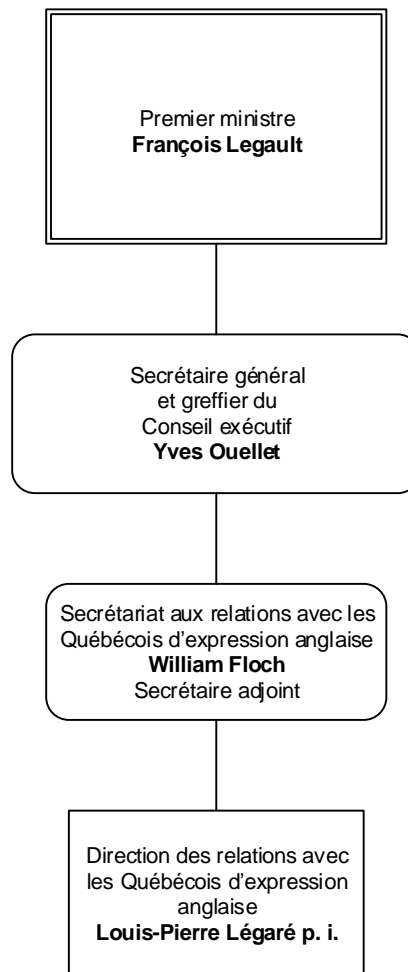 Premier ministre
François Legault
Secrétaire général
et greffier du
Conseil exécutif
Yves Ouellet
Secrétariat aux relations avec les
Québécois d'expression anglaise
William Floch
Secrétaire adjoint
Direction des relations avec
les Québécois d'expression
anglaise
Louis-Pierre Légaré p. i.